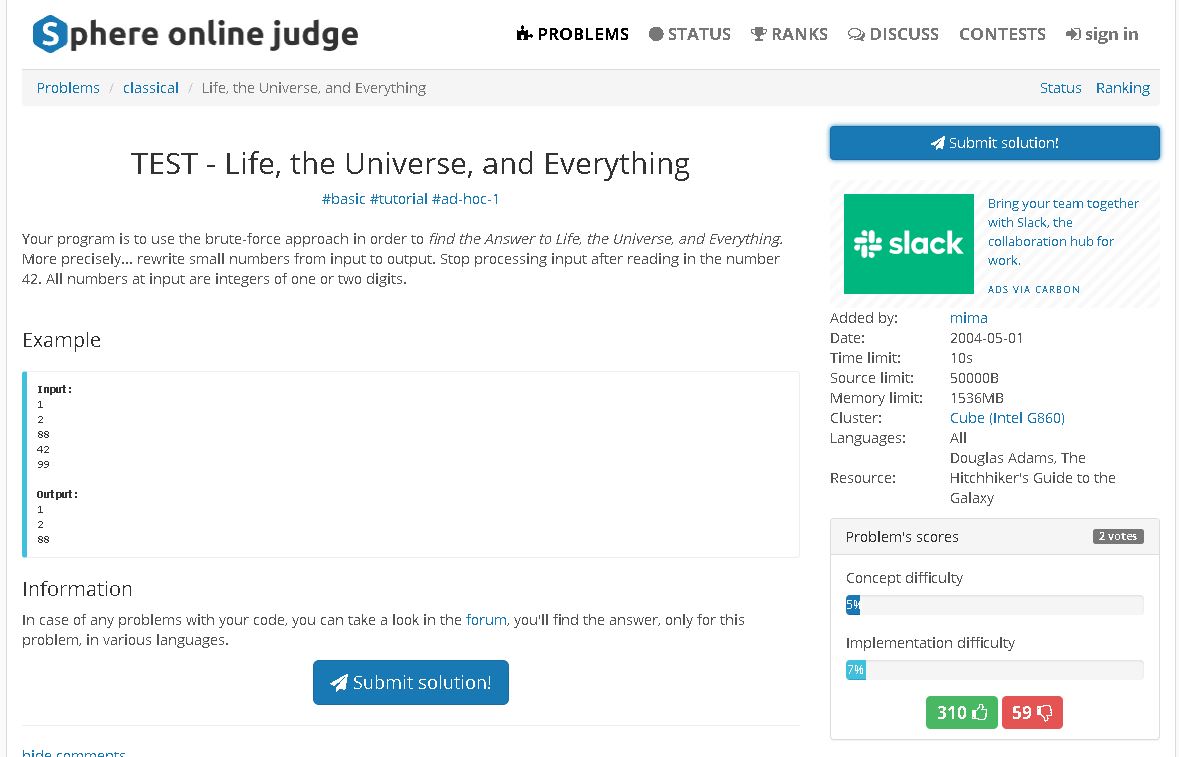 Sphere online judge
PROBLEMS STATUS RANKS DISCUSS CONTESTS sign in
Problems / classical / Life, the Universe, and Everything
Status Ranking
TEST - Life, the Universe, and Everything
#basic #tutorial #ad-hoc-1
Your program is to use the brute-force approach in order to find the Answer to Life, the Universe, and Everything.
More precisely... rewrite small numbers from input to output. Stop processing input after reading in the number
42. All numbers at input are integers of one or two digits.
Example
Input:
1
2
88
42
99
Output:
1
2
88
Information
In case of any problems with your code, you can take a look in the forum, you'll find the answer, only for this
problem, in various languages.
Submit solution!
hide comments
Submit solution!
slack
Bring your team together
with Slack, the
collaboration hub for
work.
ADS VIA CARBON
Added by: mima
Date: 2004-05-01
Time limit: 10s
Source limit: 50000B
Memory limit: 1536MB
Cluster: Cube (Intel G860)
Languages: All
Resource: Douglas Adams, The
Hitchhiker's Guide to the
Galaxy
Problem's scores 2 votes
Concept difficulty
5%
Implementation difficulty
7%
310 59